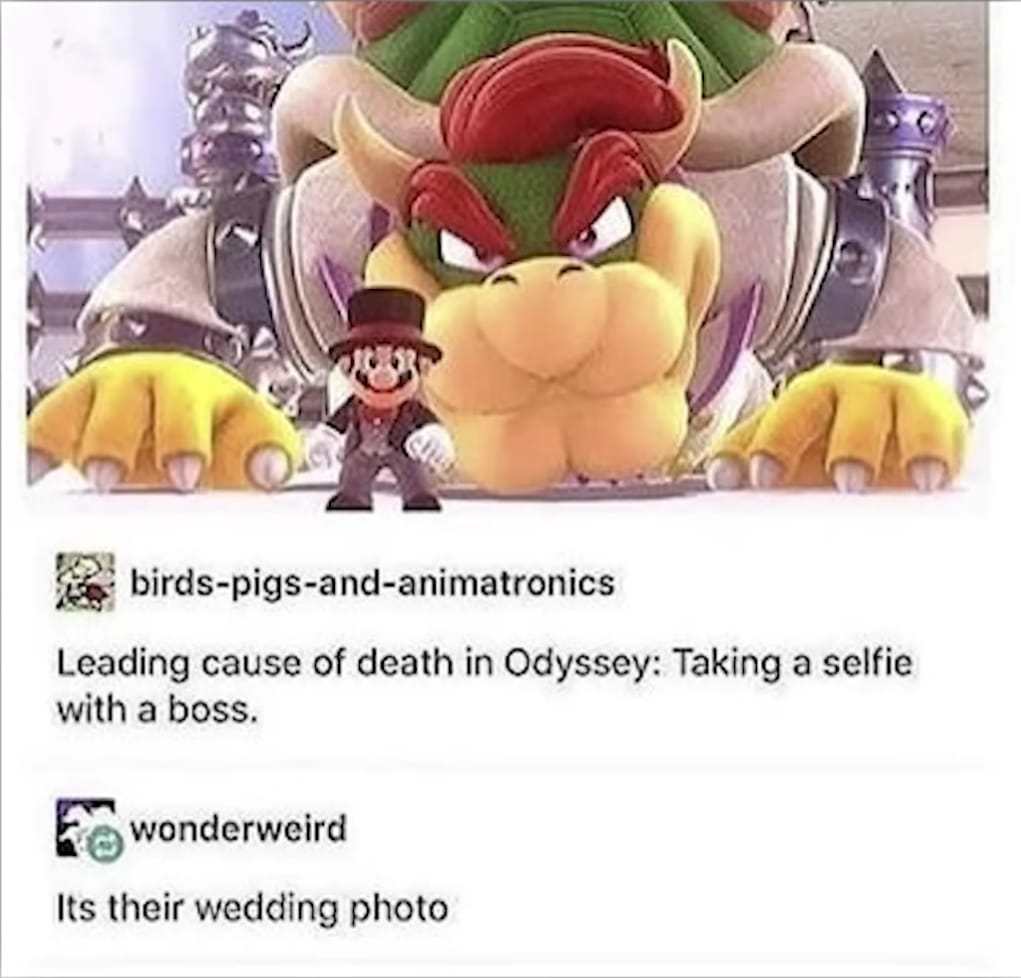 birds-pigs-and-animatronics
Leading cause of death in Odyssey: Taking a selfie
with a boss.
wonderweird
Its their wedding photo